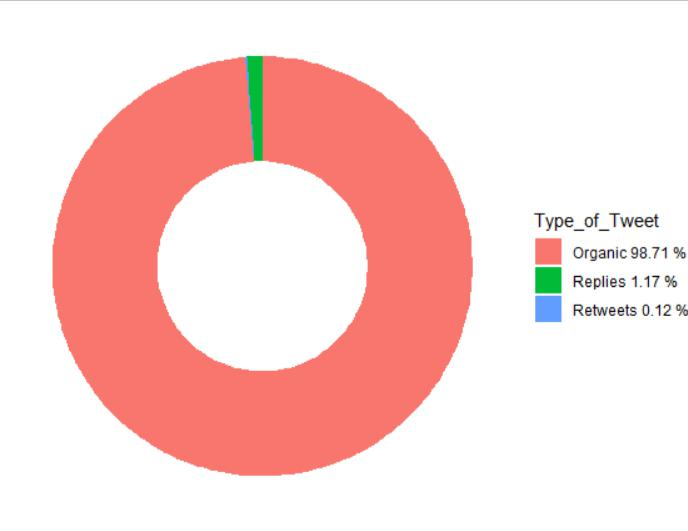 Type_of_Tweet
Organic 98.71 %
Replies 1.17 %
Retweets 0.12 %